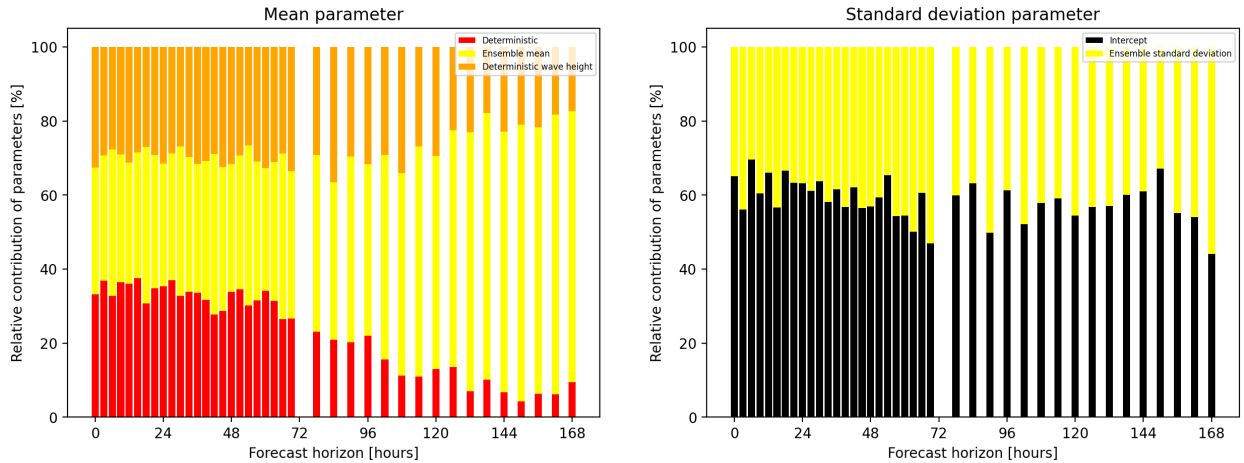 Mean parameter
Relative contribution of parameters [%]
100
80
60
40
20
0
Deterministic
Ensemble mean
Deterministic wave height
0 24 48 72 96 120 144 168
Forecast horizon [hours]
Standard deviation parameter
Relative contribution of parameters [%]
100
80
60
40
20
0
Intercept
Ensemble standard deviation
0 24 48 72 96 120 144 168
Forecast horizon [hours]